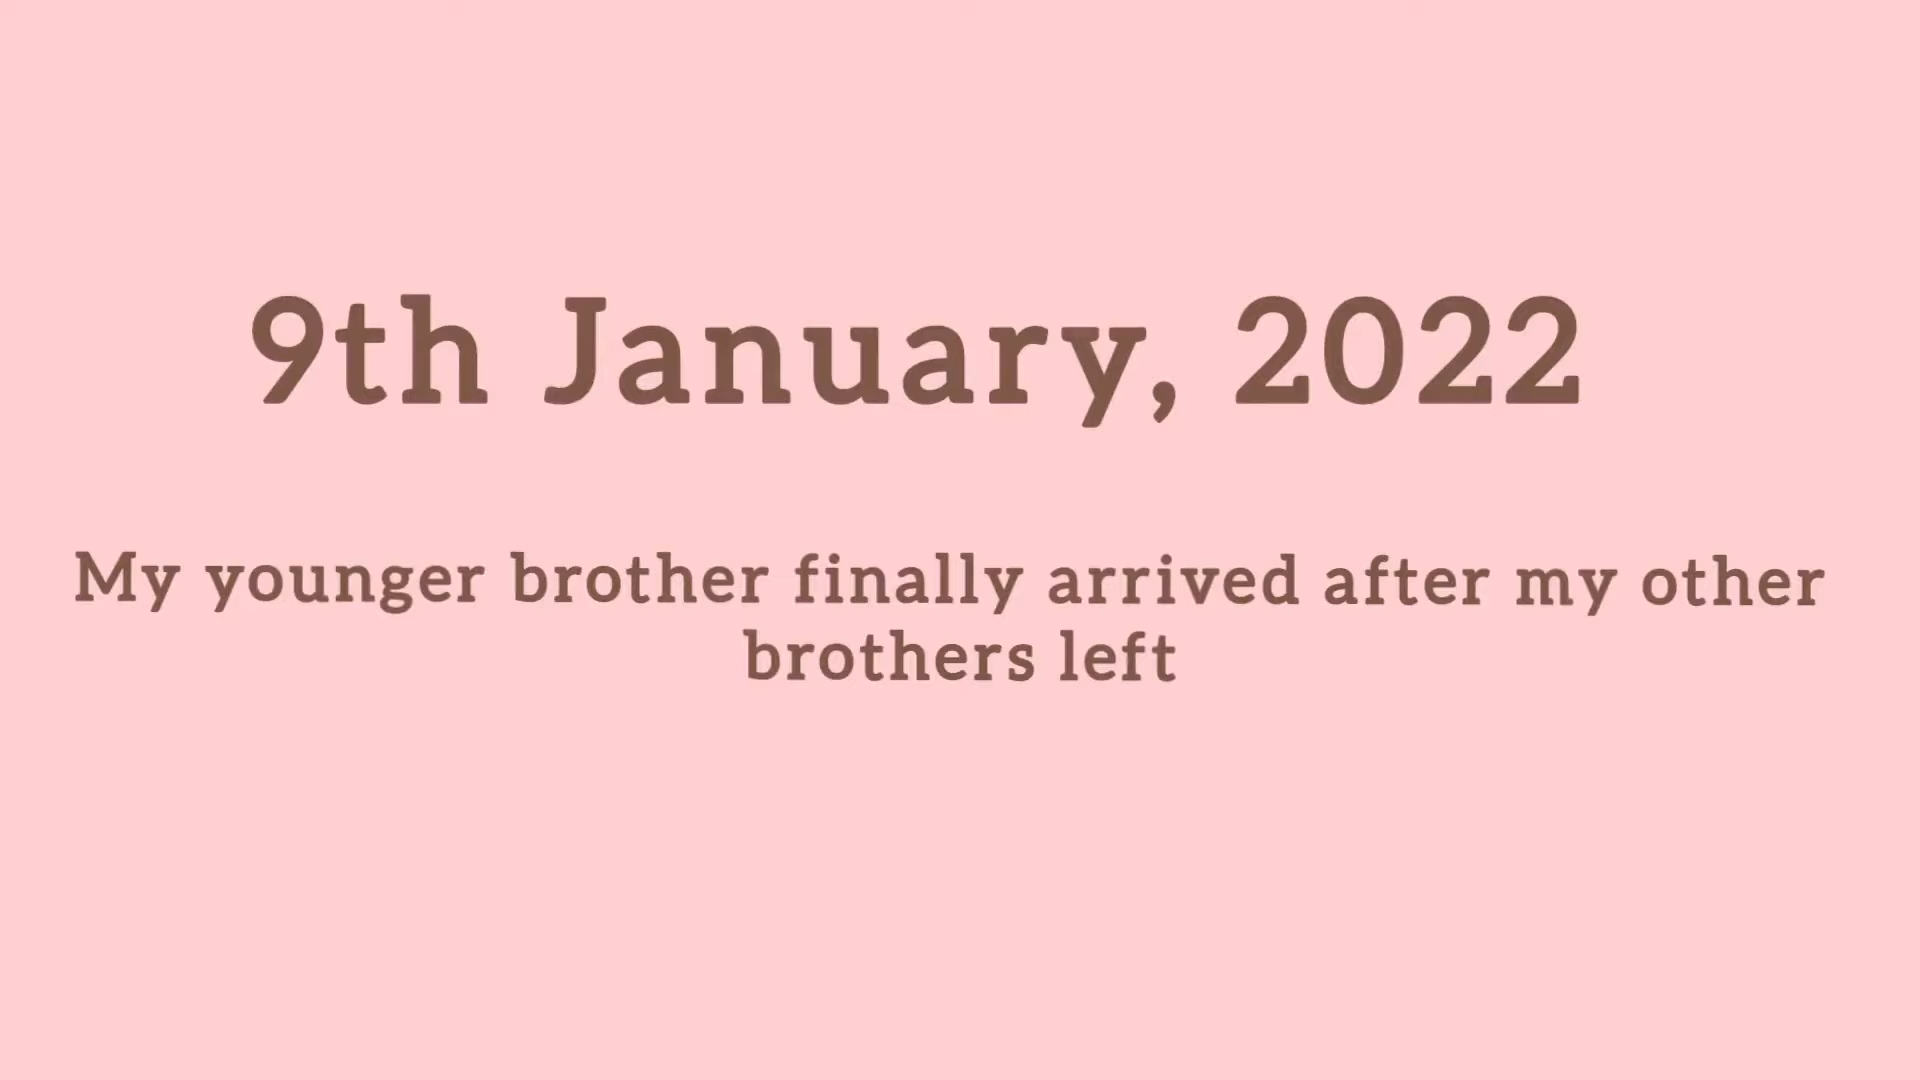 9th January, 2022
My younger brother finally arrived after my other
brothers left